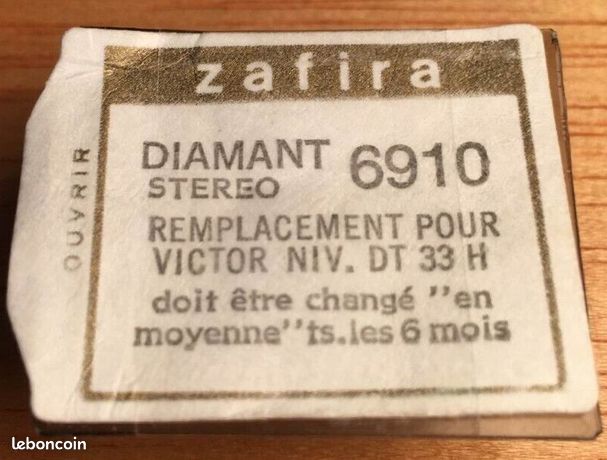 zafira
OUVRIR
DIAMANT 6910
STEREO
REMPLACEMENT POUR
VICTOR NIV. DT 33 H
doit être changé "en
moyenne"ts.les 6 mois
leboncoin